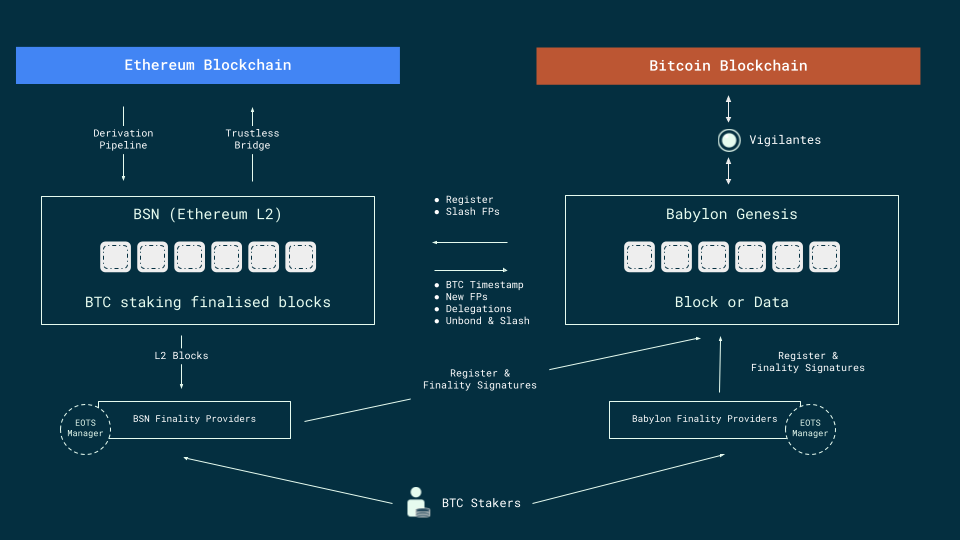 Ethereum Blockchain
Bitcoin Blockchain
Derivation
Pipeline
Trustless
Bridge
Vigilantes
BSN (Ethereum L2)
BTC staking finalised blocks
● Register
● Slash FPs
● BTC Timestamp
● New FPs
● Delegations
● Unbond & Slash
Babylon Genesis
Block or Data
L2 Blocks
Register &
Finality Signatures
Register &
Finality Signatures
EOTS
Manager
BSN Finality Providers
Babylon Finality Providers
EOTS
Manager
BTC Stakers